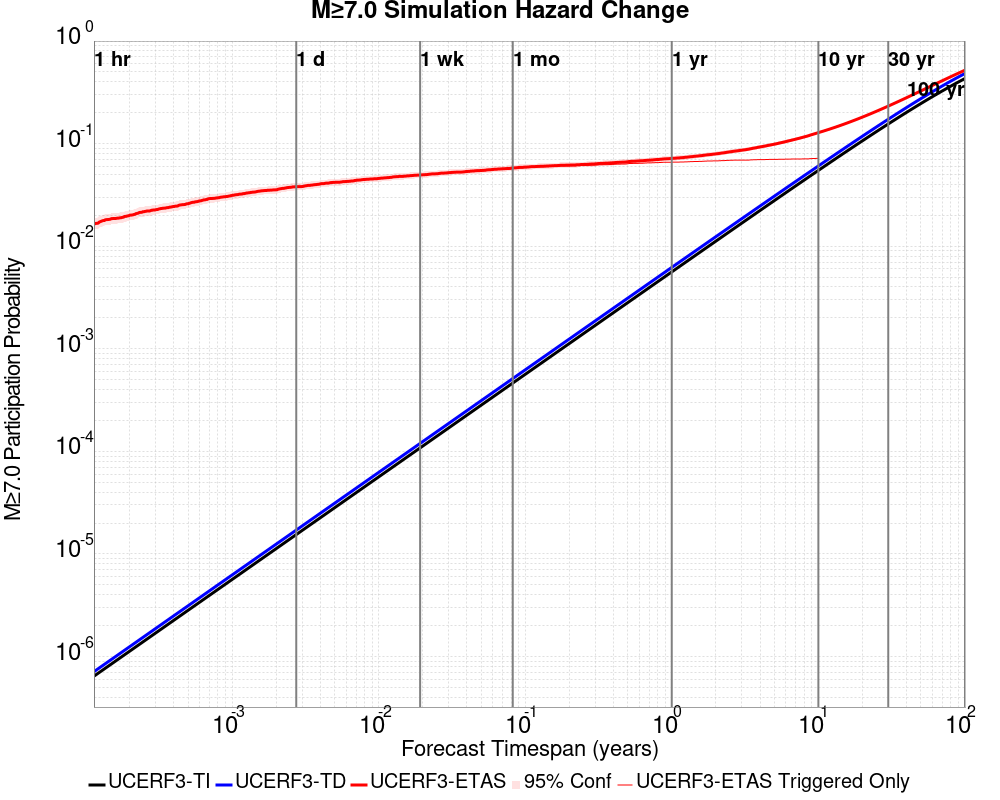 M≥7.0 Simulation Hazard Change
10^0
10^-1
10^-2
10^-3
10^-4
10^-5
10^-6
M≥7.0 Participation Probability
1 hr
1 d
1 wk
1 mo
1 yr
10 yr
30 yr
100 yr
10^-3
10^-2
10^-1
10^0
10^1
10^2
Forecast Timespan (years)
UCERF3-TI UCERF3-TD UCERF3-ETAS 95% Conf UCERF3-ETAS Triggered Only